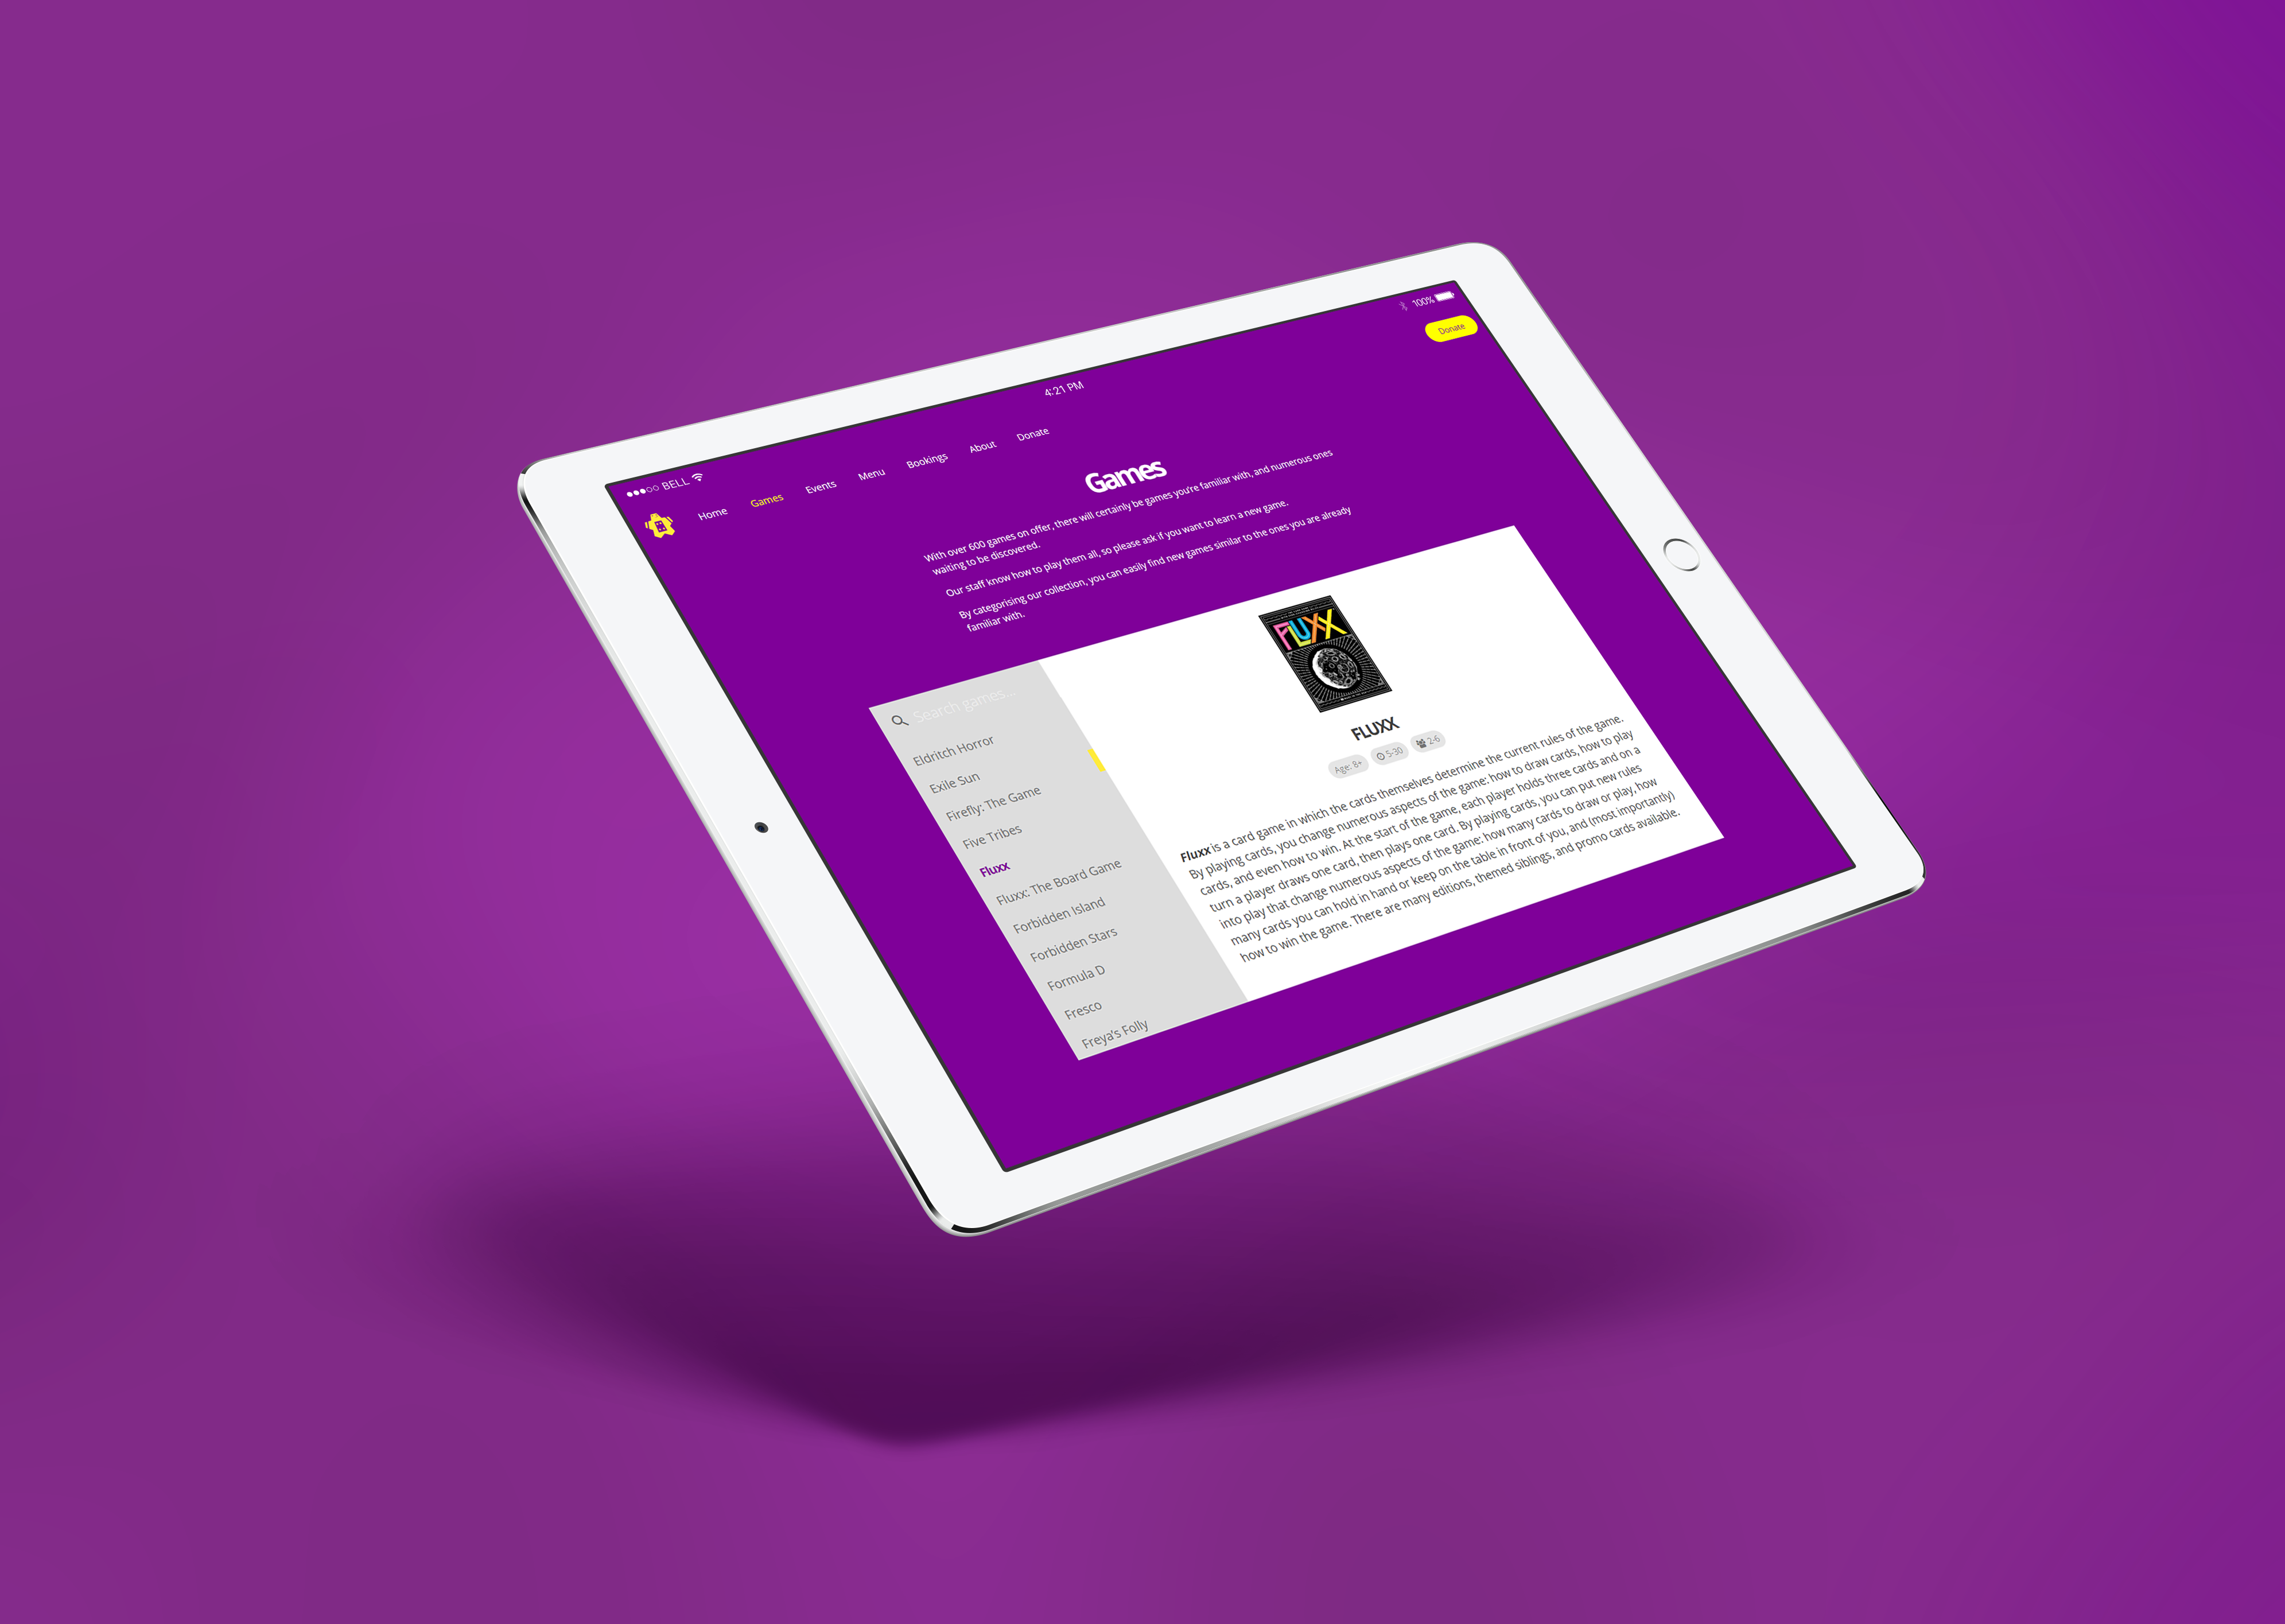 BELL
4:21 PM
100%
Home
Games
Events
Menu
Bookings
About
Donate
Donate
Games
With over 600 games on offer, there will certainly be games you're familiar with, and numerous ones
waiting to be discovered.
Our staff know how to play them all, so please ask if you want to learn a new game.
By categorising our collection, you can easily find new games similar to the ones you are already
familiar with.
Search games...
Eldritch Horror
Exile Sun
Firefly: The Game
Five Tribes
Fluxx
Fluxx: The Board Game
Forbidden Island
Forbidden Stars
Formula D
Fresco
Freya's Folly
FLUXX
FLUXX
Age: 8+
5-30
2-6
Fluxx is a card game in which the cards themselves determine the current rules of the game.
By playing cards, you change numerous aspects of the game: how to draw cards, how to play
cards, and even how to win. At the start of the game, each player holds three cards and on a
turn a player draws one card, then plays one card. By playing cards, you can put new rules
into play that change numerous aspects of the game: how many cards to draw or play, how
many cards you can hold in hand or keep on the table in front of you, and (most importantly)
how to win the game. There are many editions, themed siblings, and promo cards available.